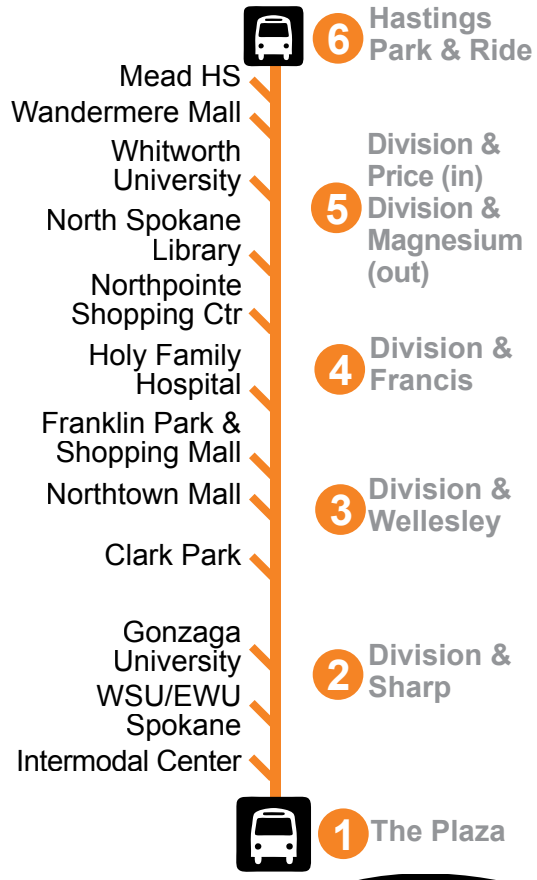 6
Hastings
Park & Ride
Mead HS
Wandermere Mall
Whitworth
University
5
Division &
Price (in)
Division &
Magnesium
(out)
North Spokane
Library
Northpointe
Shopping Ctr
4
Division &
Francis
Holy Family
Hospital
Franklin Park &
Shopping Mall
Northtown Mall
3
Division &
Wellesley
Clark Park
Gonzaga
University
2
Division &
Sharp
WSU/EWU
Spokane
Intermodal Center
1
The Plaza